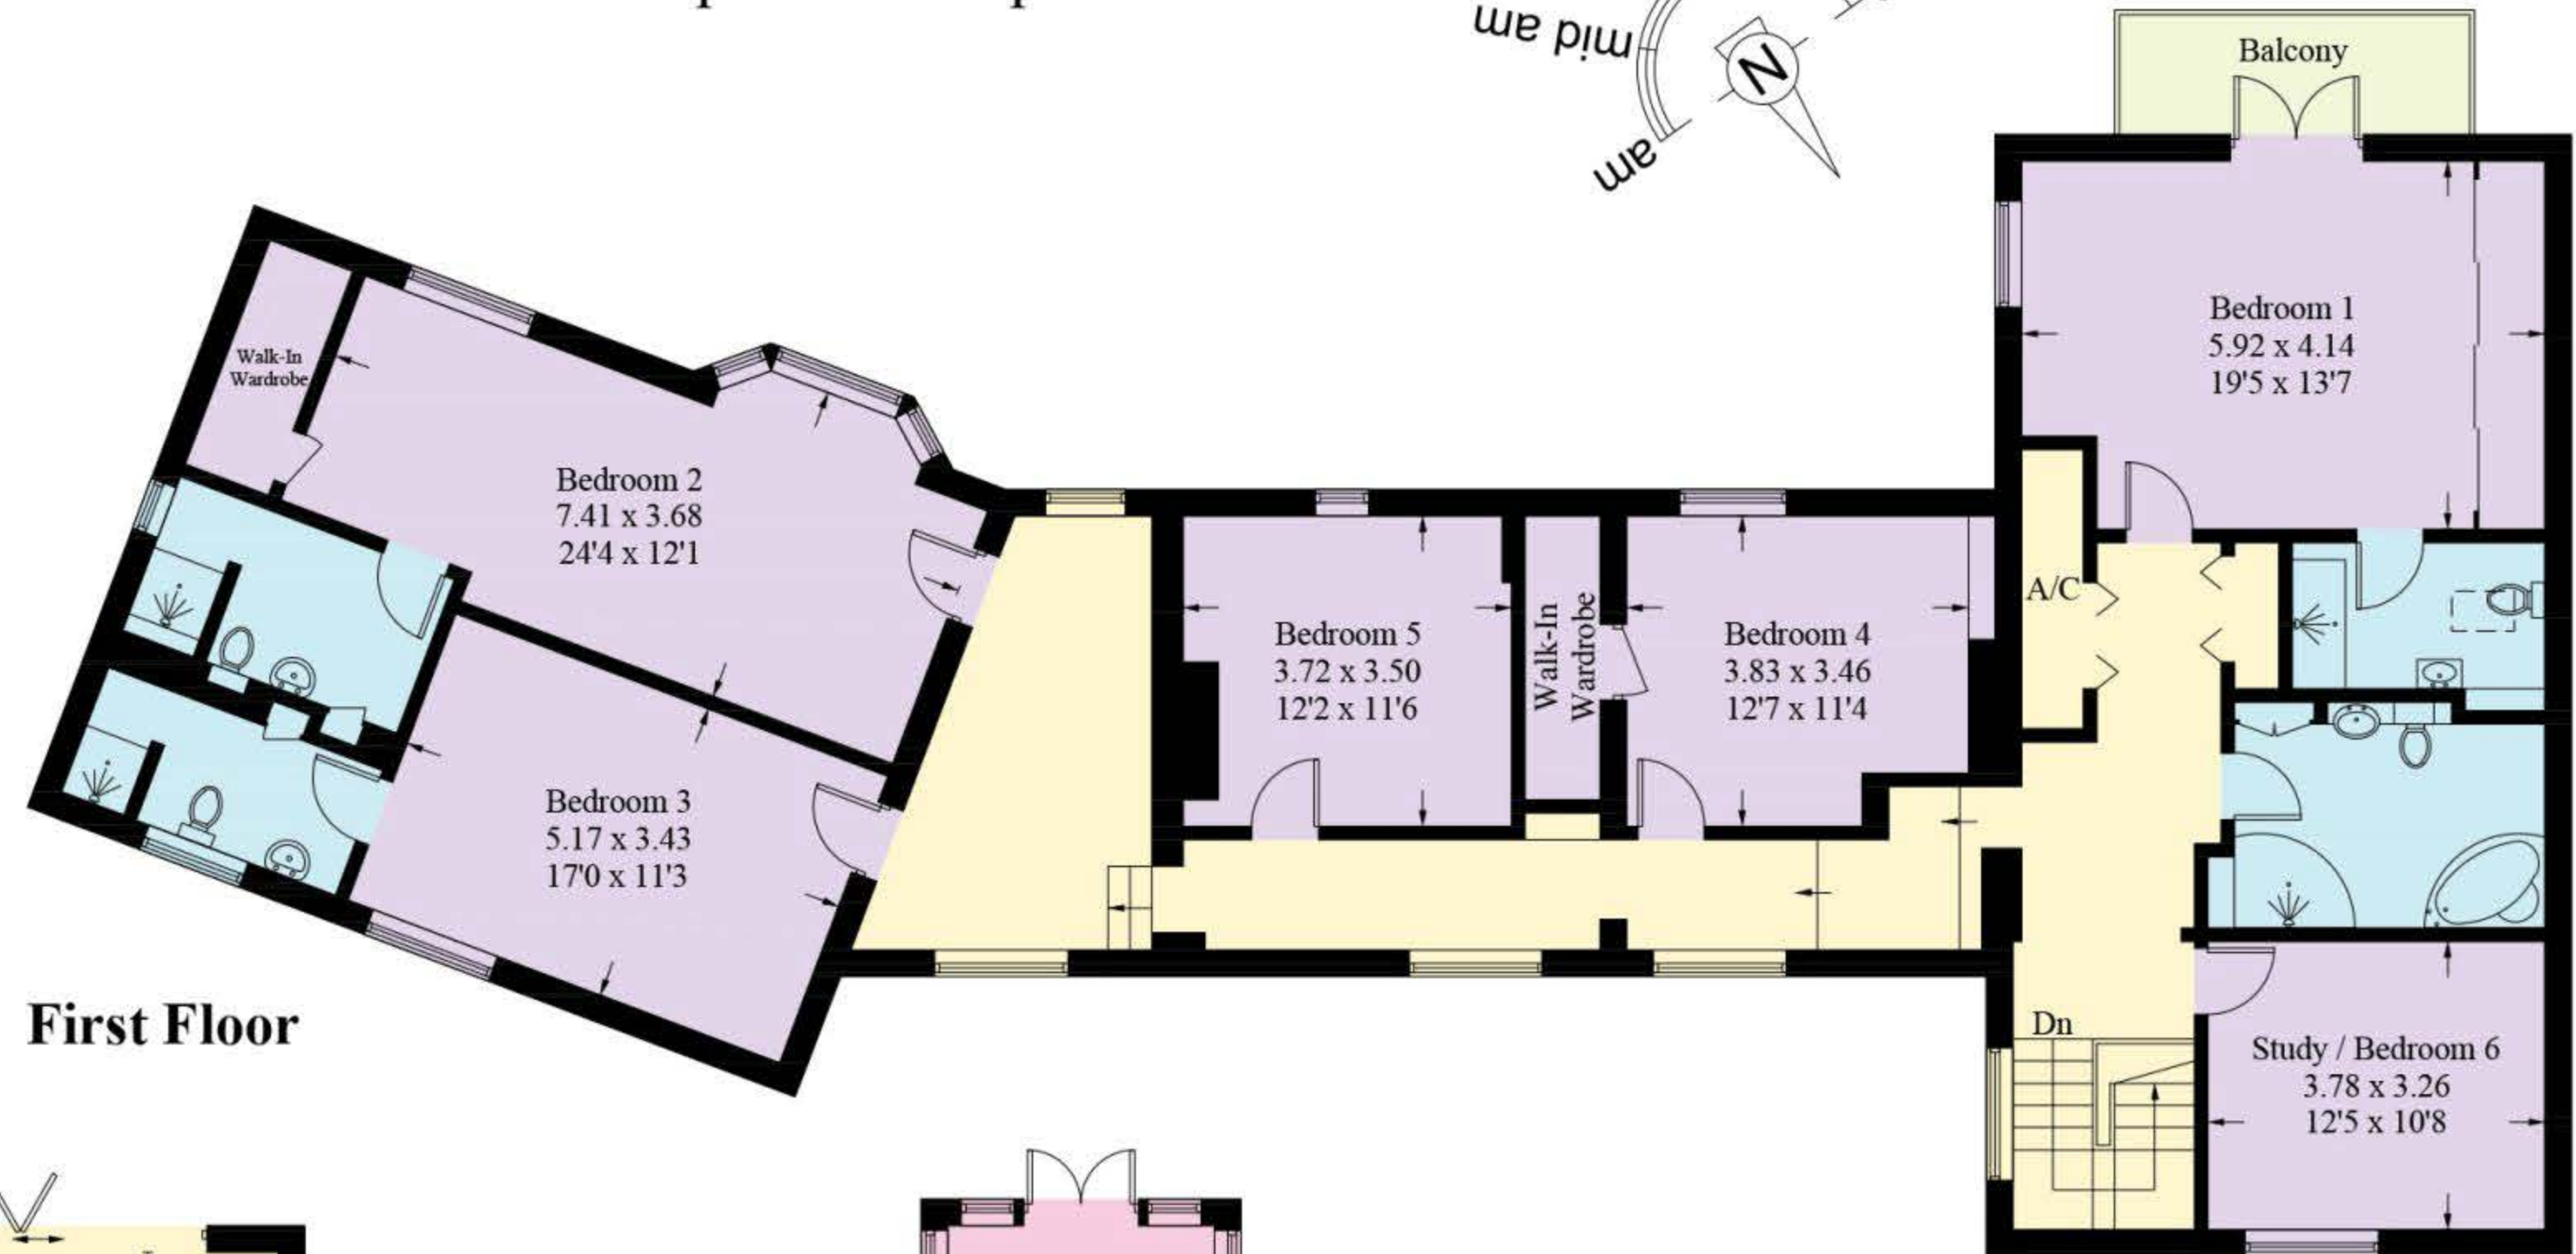 mid am
am
N
Balcony
Bedroom 1
5.92 x 4.14
19'5 x 13'7
Walk-In
Wardrobe
Bedroom 2
7.41 x 3.68
24'4 x 12'1
A/C
Bedroom 5
3.72 x 3.50
12'2 x 11'6
Walk-In
Wardrobe
Bedroom 4
3.83 x 3.46
12'7 x 11'4
Bedroom 3
5.17 x 3.43
17'0 x 11'3
First Floor
Dn
Study / Bedroom 6
3.78 x 3.26
12'5 x 10'8